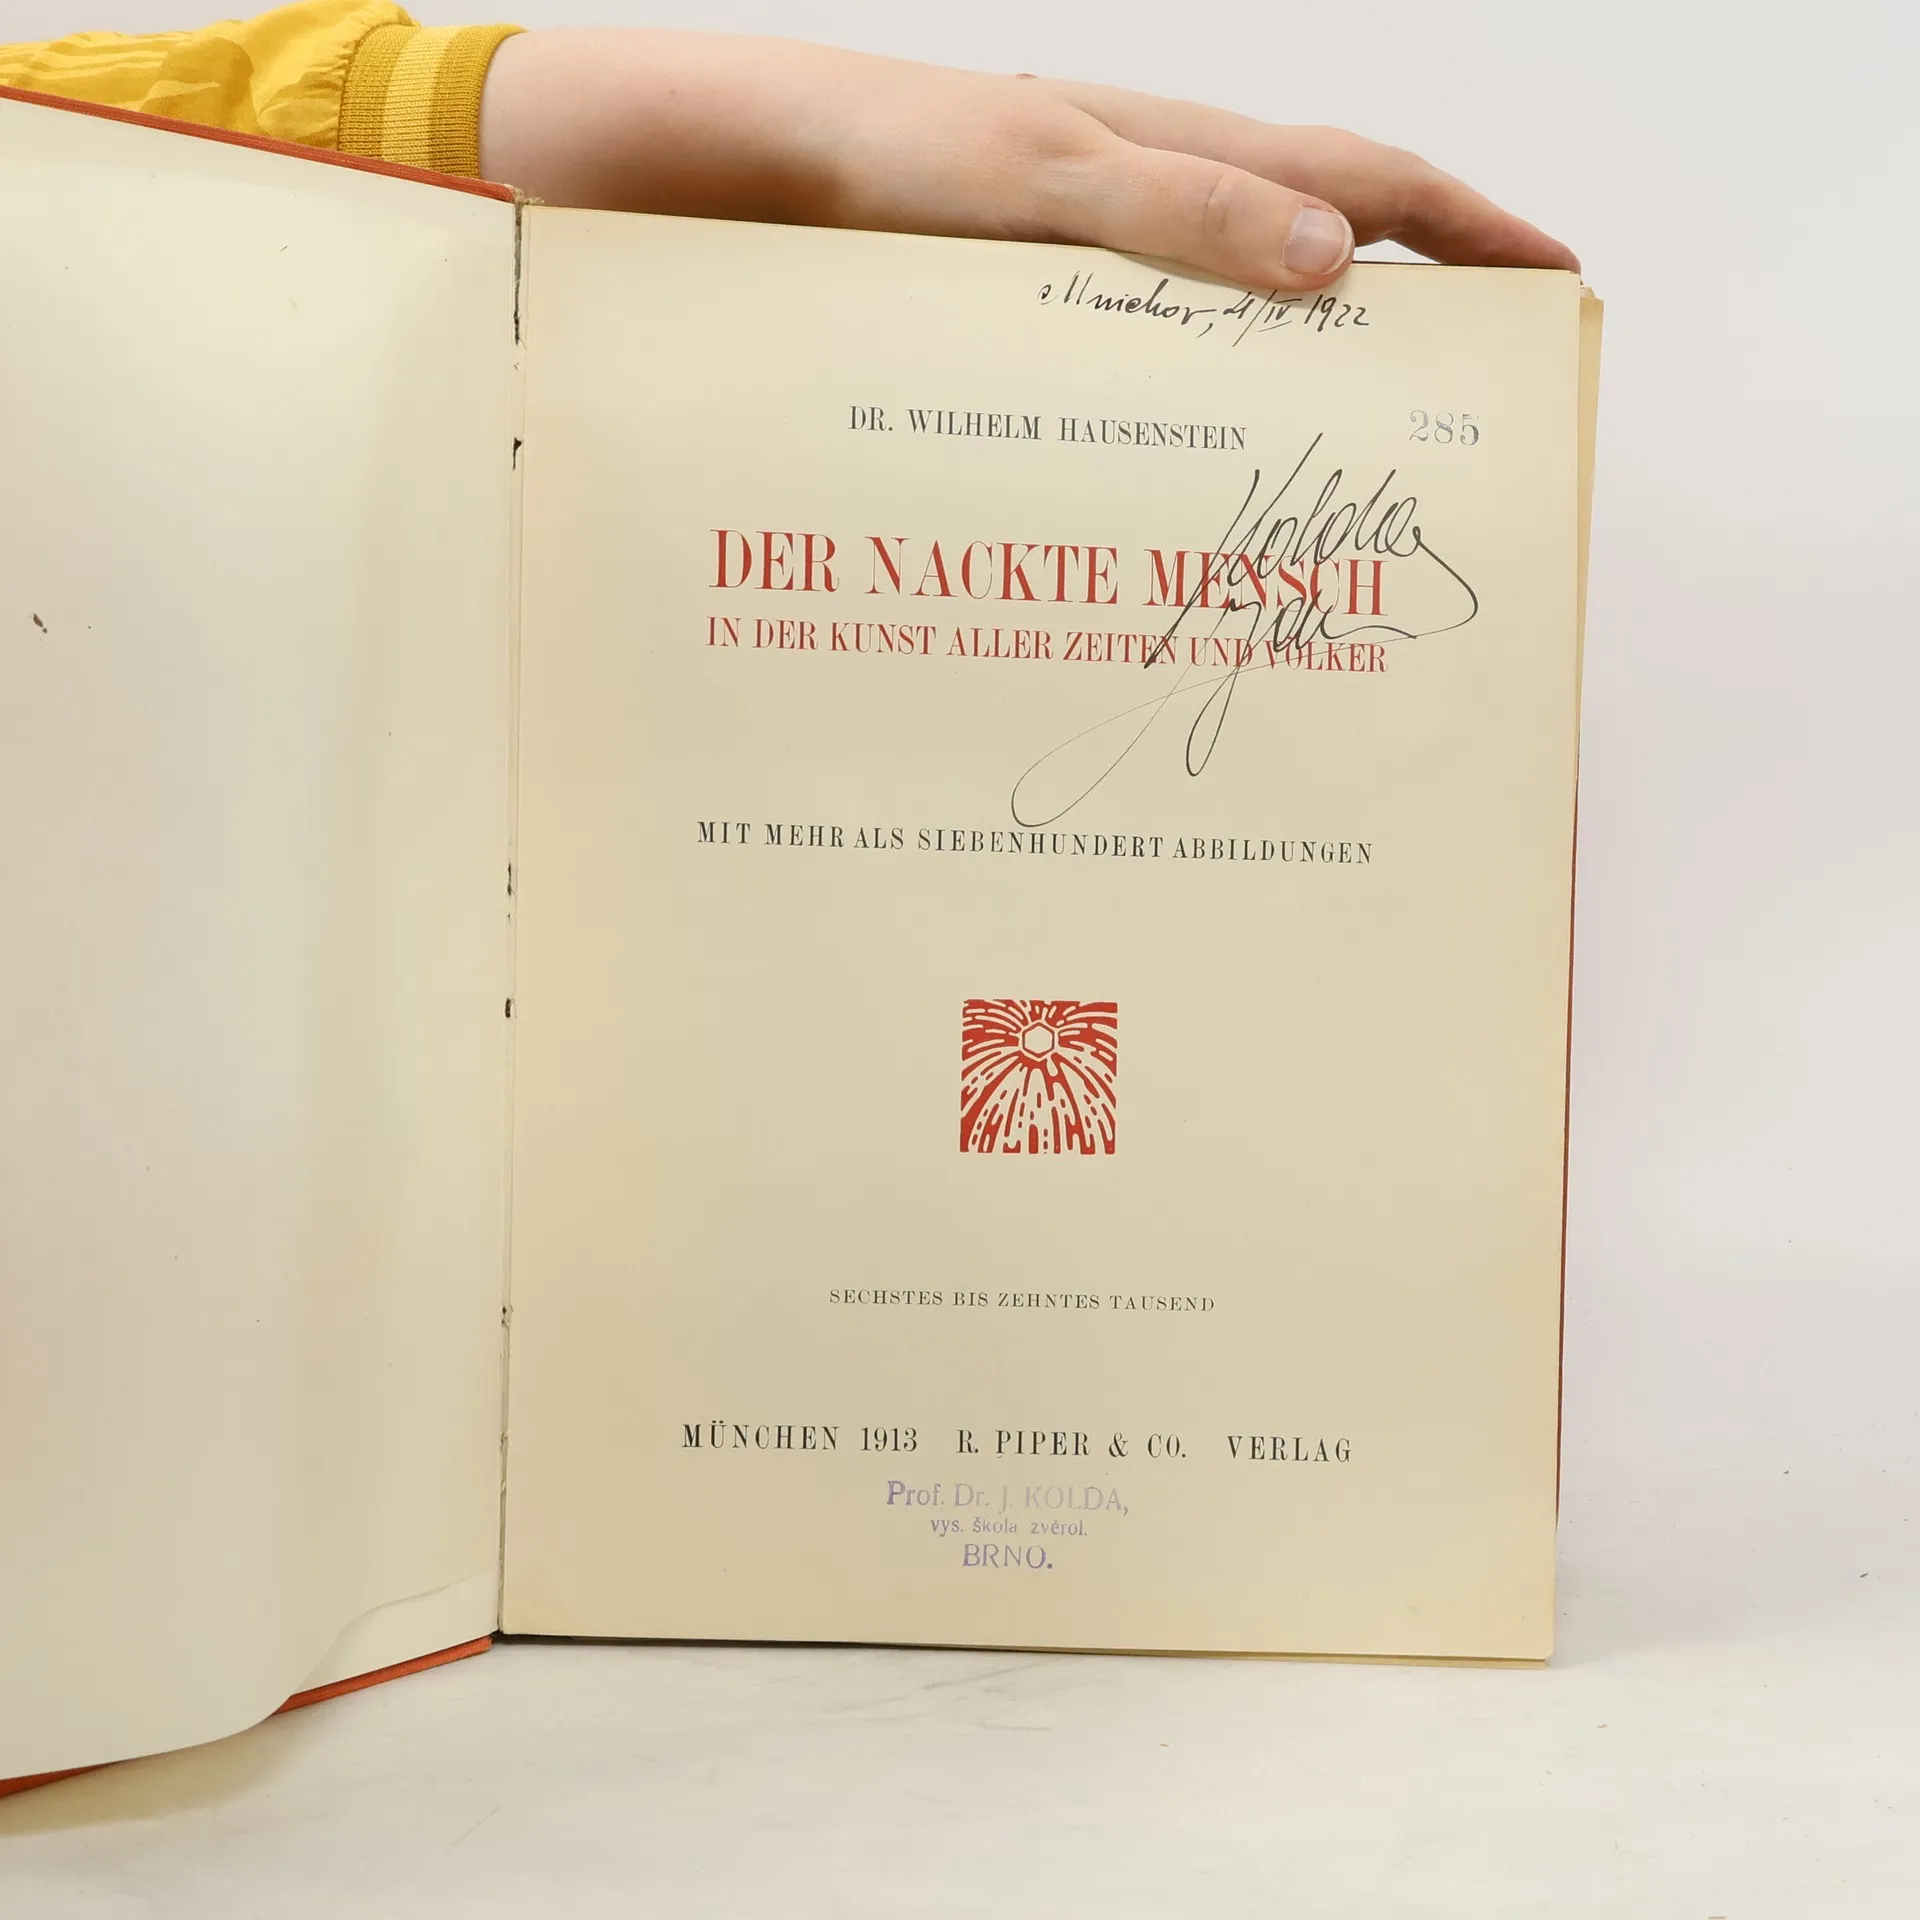 Mnichov, 4/IV 1922
DR. WILHELM HAUSENSTEIN
285
Kolda
DER NACKTE MENSCH
IN DER KUNST ALLER ZEITEN UND VÖLKER
MIT MEHR ALS SIEBENHUNDERT ABBILDUNGEN
SECHSTES BIS ZEHNTES TAUSEND
MÜNCHEN 1913 R. PIPER & CO. VERLAG
Prof. Dr. J. KOLDA,
vys. škola zvěrol.
BRNO.